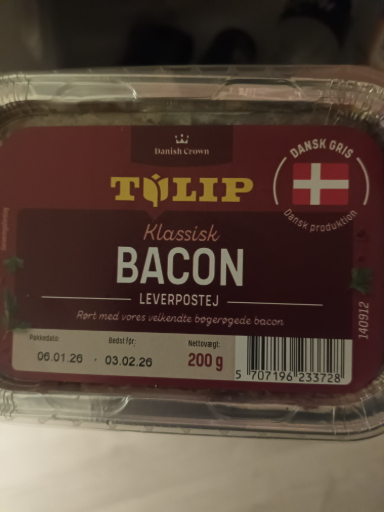 Danish Crown
TULIP
DANSK GRIS
Dansk produktion
Klassisk
BACON
LEVERPOSTEJ
Rørt med vores velkendte bøgerøgede bacon
Pakkedato:
Bedst før:
Nettovægt:
06.01.26 · 03.02.26
200 g
5 707196 233728
140912